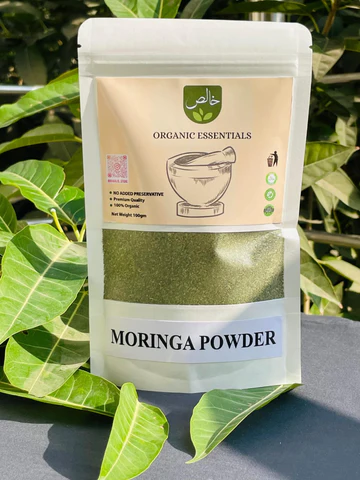 خالص
ORGANIC ESSENTIALS
NO ADDED PRESERVATIVE
Premium Quality
100% Organic
Net Weight 100gm
MORINGA POWDER